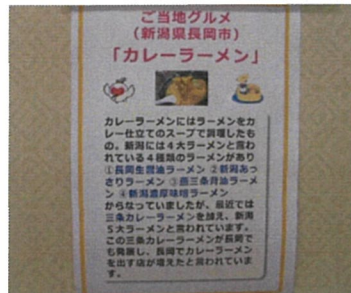 ご当地グルメ
（新潟県長岡市）
「カレーラーメン」
カレーラーメンにはラーメンをカ
レー仕立てのスープで調理したも
の。新潟には４大ラーメンと言わ
れている４種類のラーメンがあり
①長岡生醤油ラーメン ②新潟あっ
さりラーメン ③燕三条背油ラーメ
ン ④新潟濃厚味噌ラーメン
からなっていましたが、最近では
三条カレーラーメンを加え、新潟
５大ラーメンと言われています。
この三条カレーラーメンが長岡で
も発展し、長岡でカレーラーメン
を出す店が増えたと言われていま
す。